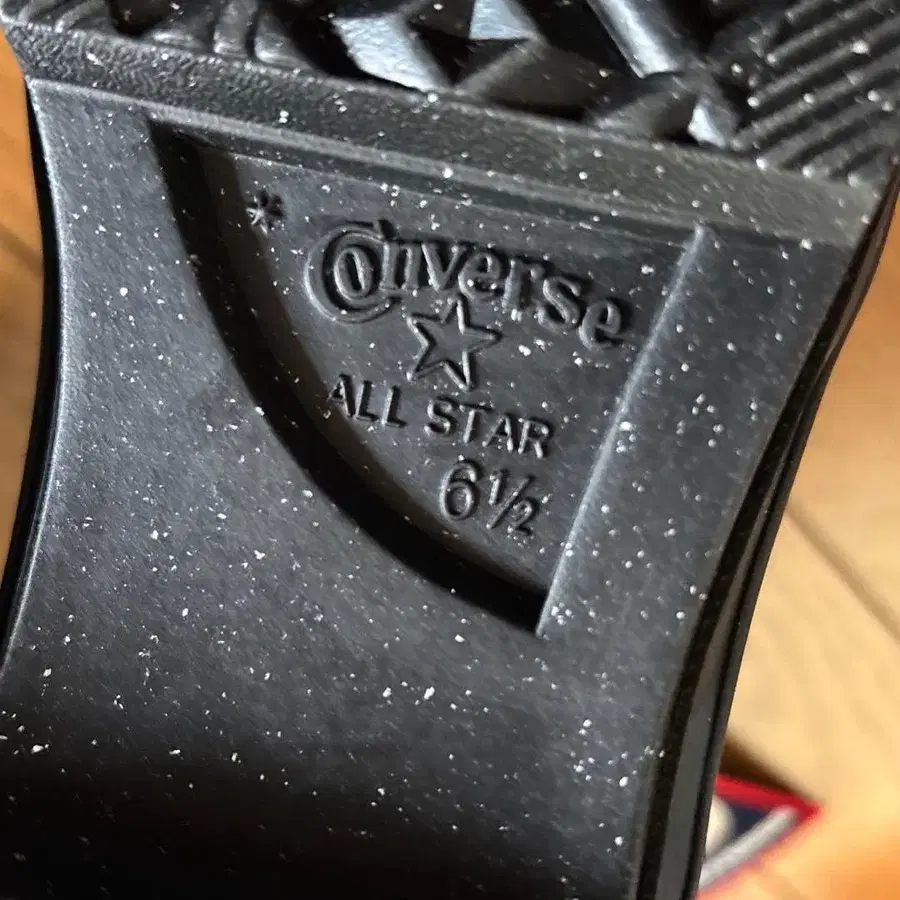 * Converse
ALL STAR
6½